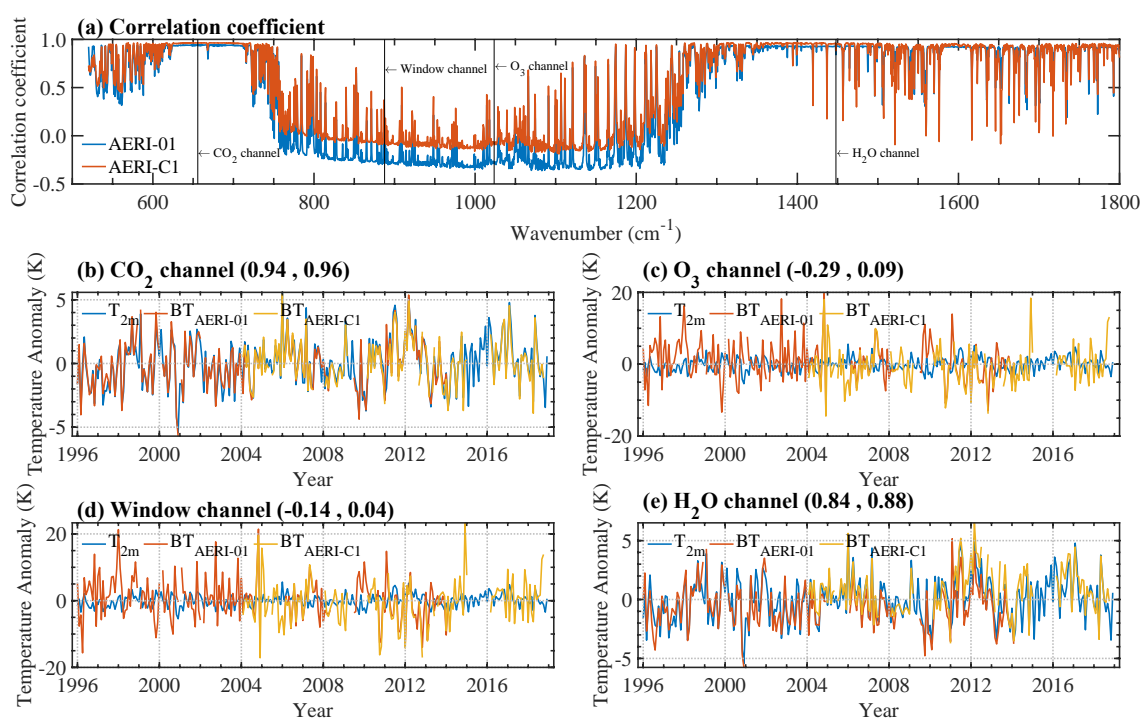 (a) Correlation coefficient
Correlation coefficient
1.0
0.5
0.0
-0.5
AERI-01
AERI-C1
←CO2 channel
←Window channel
←O3 channel
←H2O channel
600 800 1000 1200 1400 1600 1800
Wavenumber (cm-1)
(b) CO2 channel (0.94 , 0.96)
Temperature Anomaly (K)
T2m BTAERI-01 BTAERI-C1
5
0
-5
1996 2000 2004 2008 2012 2016
Year
(c) O3 channel (-0.29 , 0.09)
Temperature Anomaly (K)
T2m BTAERI-01 BTAERI-C1
20
0
-20
1996 2000 2004 2008 2012 2016
Year
(d) Window channel (-0.14 , 0.04)
Temperature Anomaly (K)
T2m BTAERI-01 BTAERI-C1
20
0
-20
1996 2000 2004 2008 2012 2016
Year
(e) H2O channel (0.84 , 0.88)
Temperature Anomaly (K)
T2m BTAERI-01 BTAERI-C1
5
0
-5
1996 2000 2004 2008 2012 2016
Year